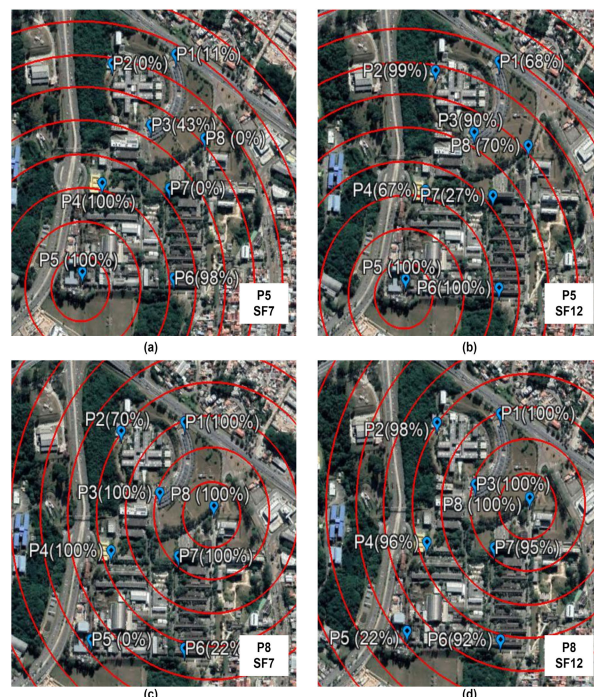 P1(11%)
P2(0%)
P3(43%)
P8 (0%)
P7(0%)
P4(100%)
P5 (100%)
P6(98%)
P5
SF7
(a)
P1(68%)
P2(99%)
P3(90%)
P8 (70%)
P4(67%)
P7(27%)
P5 (100%)
P6(100%)
P5
SF12
(b)
P2(70%)
P1(100%)
P3(100%)
P8 (100%)
P4(100%)
P7(100%)
P5 (0%)
P6(22%
P8
SF7
(c)
P1(100%)
P2(98%)
P3(100%)
P8 (100%)
P4(96%)
P7(95%)
P5 (22%)
P6(92%)
P8
SF12
(d)